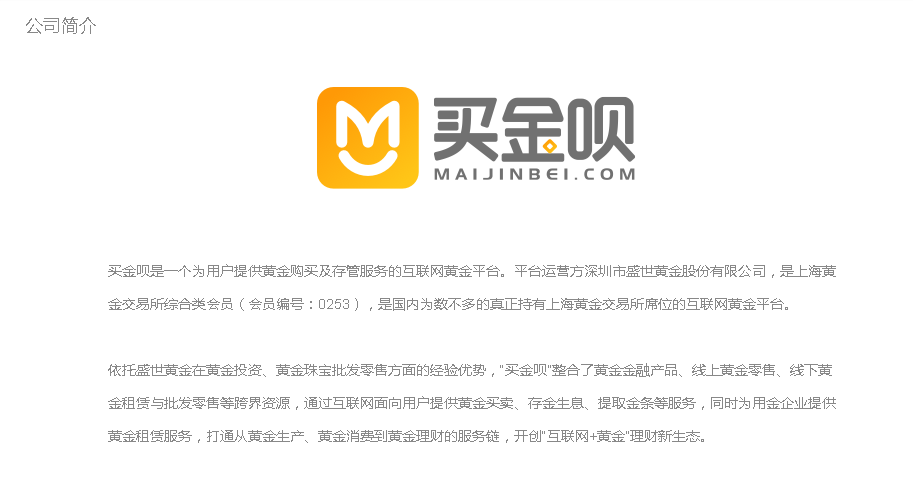 公司简介
买金呗
MAIJINBEI.COM
买金呗是一个为用户提供黄金购买及存管服务的互联网黄金平台。平台运营方深圳市盛世黄金股份有限公司，是上海黄
金交易所综合类会员（会员编号：0253），是国内为数不多的真正持有上海黄金交易所席位的互联网黄金平台。
依托盛世黄金在黄金投资、黄金珠宝批发零售方面的经验优势，“买金呗”整合了黄金金融产品、线上黄金零售、线下黄
金租赁与批发零售等跨界资源，通过互联网面向用户提供黄金买卖、存金生息、提取金条等服务，同时为用金企业提供
黄金租赁服务，打通从黄金生产、黄金消费到黄金理财的服务链，开创“互联网+黄金”理财新生态。